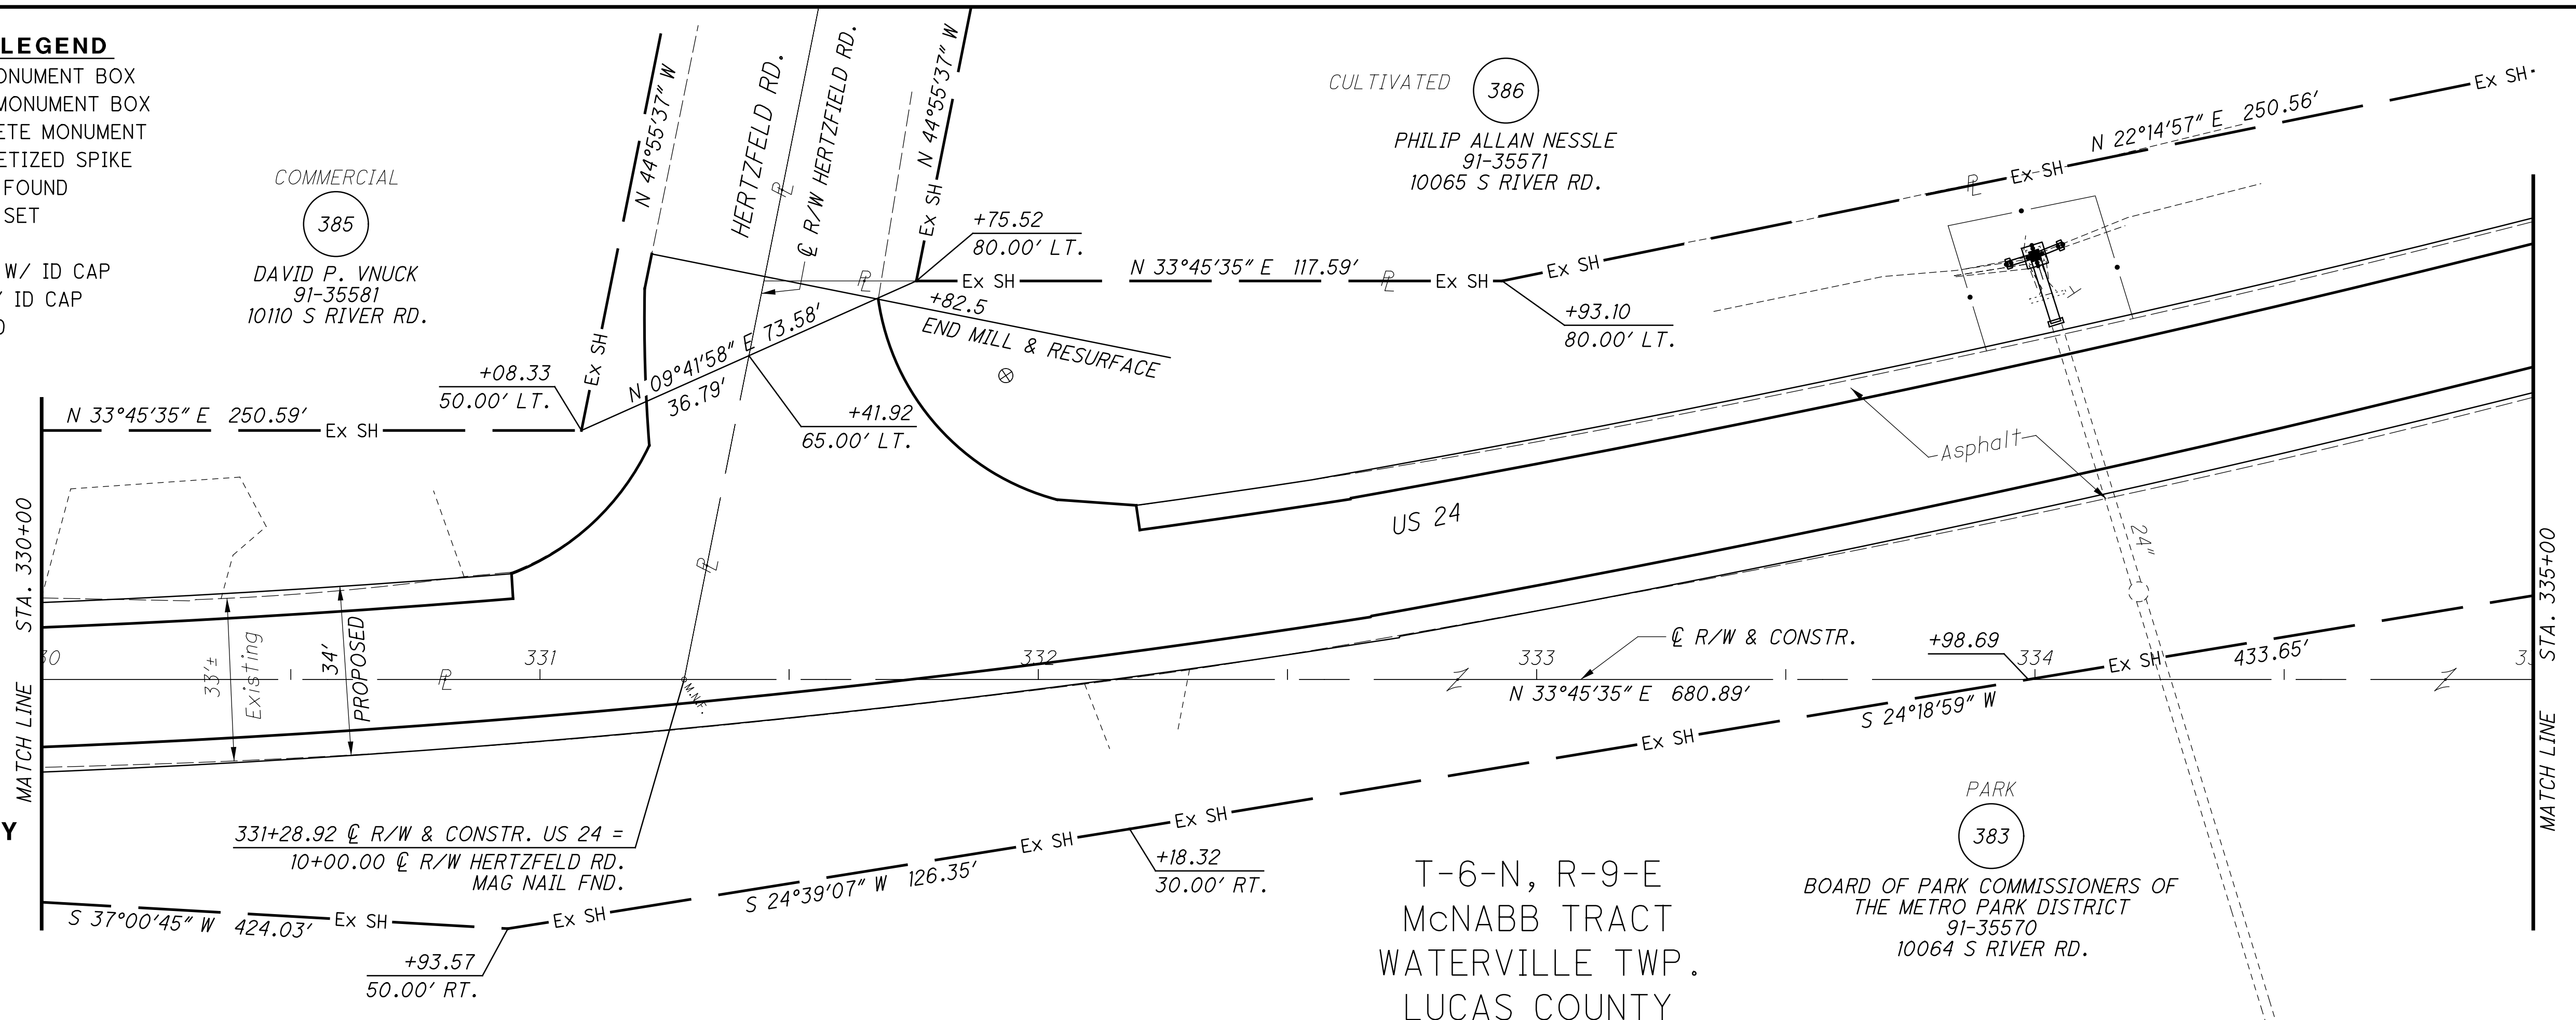 LEGEND
ONUMENT BOX
MONUMENT BOX
ETE MONUMENT
ETIZED SPIKE
FOUND
SET
W/ ID CAP
ID CAP
COMMERCIAL
385
DAVID P. VNUCK
91-35581
10110 S RIVER RD.
N 44°55'37" W
HERTZFELD RD.
℄ R/W HERTZFIELD RD.
N 44°55'37" W
Ex SH
Ex SH
+75.52
80.00' LT.
CULTIVATED
386
PHILIP ALLAN NESSLE
91-35571
10065 S RIVER RD.
Ex SH
N 33°45'35" E 117.59'
Ex SH
Ex SH
+93.10
80.00' LT.
Ex SH
N 22°14'57" E 250.56'
Ex SH
+82.5
END MILL & RESURFACE
N 09°41'58" E 73.58'
36.79'
+08.33
50.00' LT.
+41.92
65.00' LT.
N 33°45'35" E 250.59'
Ex SH
Asphalt
US 24
24"
MATCH LINE STA. 330+00
33'±
Existing
34'
PROPOSED
30
331
332
333
334
M.N.F.
℄ R/W & CONSTR.
N 33°45'35" E 680.89'
+98.69
Ex SH
433.65'
S 24°18'59" W
Ex SH
MATCH LINE STA. 335+00
Y
331+28.92 ℄ R/W & CONSTR. US 24 =
10+00.00 ℄ R/W HERTZFELD RD.
MAG NAIL FND.
S 37°00'45" W 424.03'
Ex SH
Ex SH
+93.57
50.00' RT.
S 24°39'07" W 126.35'
Ex SH
Ex SH
+18.32
30.00' RT.
T-6-N, R-9-E
McNABB TRACT
WATERVILLE TWP.
LUCAS COUNTY
PARK
383
BOARD OF PARK COMMISSIONERS OF
THE METRO PARK DISTRICT
91-35570
10064 S RIVER RD.